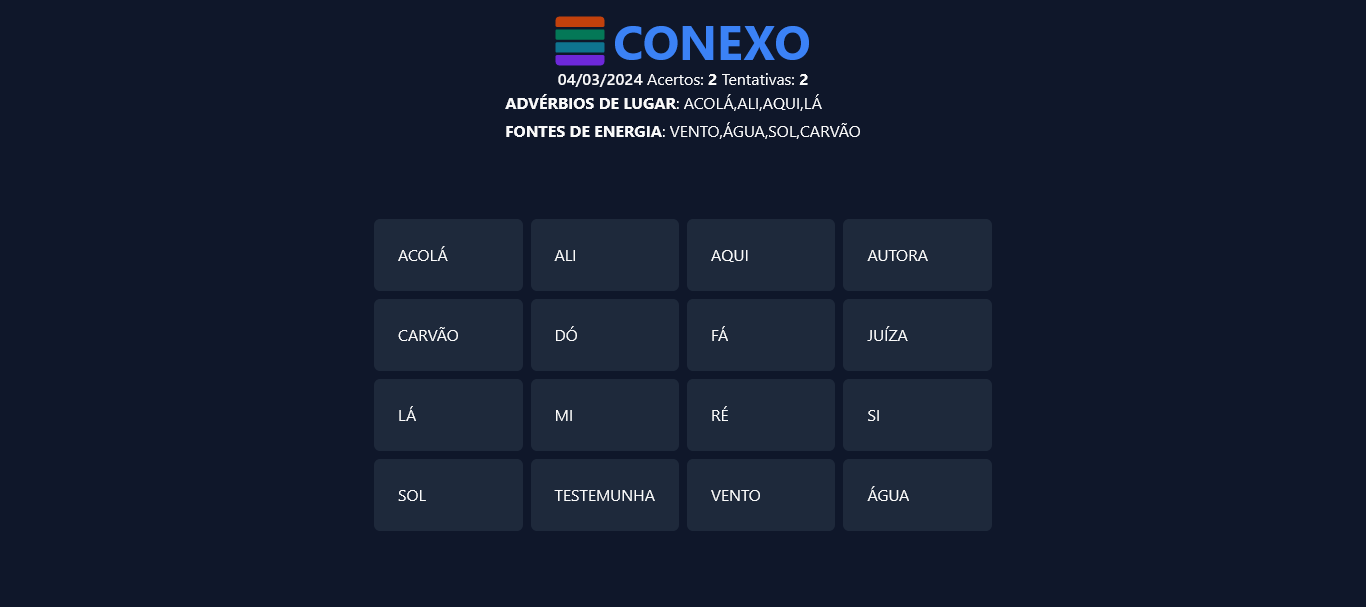 CONEXO
04/03/2024 Acertos: 2 Tentativas: 2
ADVÉRBIOS DE LUGAR: ACOLÁ,ALI,AQUI,LÁ
FONTES DE ENERGIA: VENTO,ÁGUA,SOL,CARVÃO
ACOLÁ ALI AQUI AUTORA
CARVÃO DÓ FÁ JUÍZA
LÁ MI RÉ SI
SOL TESTEMUNHA VENTO ÁGUA